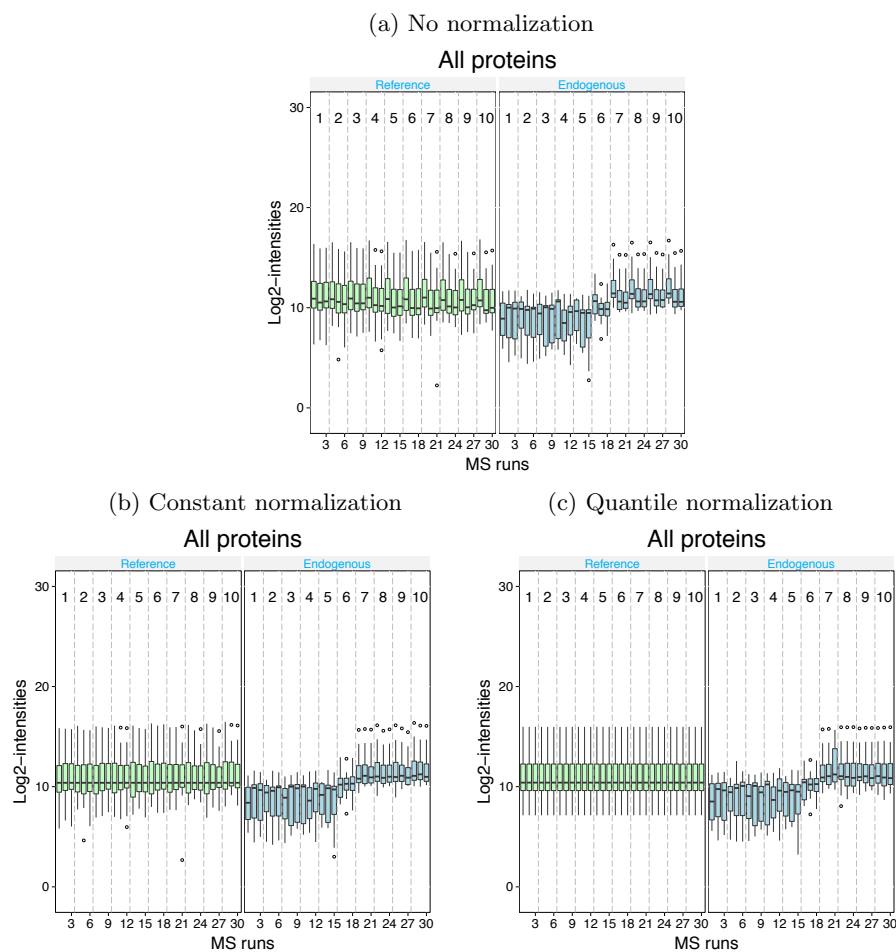 (a) No normalization
All proteins
Reference Endogenous
30
1 2 3 4 5 6 7 8 9 10 1 2 3 4 5 6 7 8 9 10
20
Log2-intensities
10
0
3 6 9 12 15 18 21 24 27 30 3 6 9 12 15 18 21 24 27 30
MS runs
(b) Constant normalization
All proteins
Reference Endogenous
30
1 2 3 4 5 6 7 8 9 10 1 2 3 4 5 6 7 8 9 10
20
Log2-intensities
10
0
3 6 9 12 15 18 21 24 27 30 3 6 9 12 15 18 21 24 27 30
MS runs
(c) Quantile normalization
All proteins
Reference Endogenous
30
1 2 3 4 5 6 7 8 9 10 1 2 3 4 5 6 7 8 9 10
20
Log2-intensities
10
0
3 6 9 12 15 18 21 24 27 30 3 6 9 12 15 18 21 24 27 30
MS runs